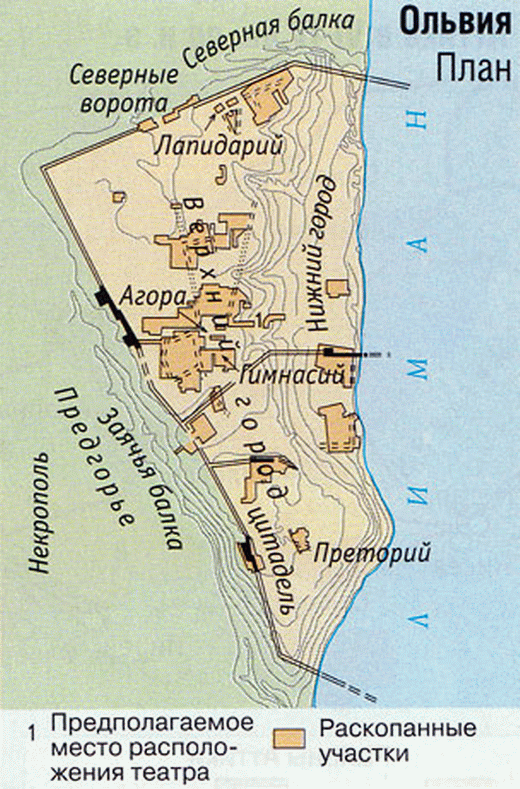 Ольвия
План
Северная балка
Северные
ворота
Лапидарий
Верхний город
Нижний город
Агора
1
Гимнасий
Заячья балка
Предгорье
Некрополь
цитадель
Преторий
ЛИМАН
1 Предполагаемое
место располо-
жения театра
Раскопанные
участки